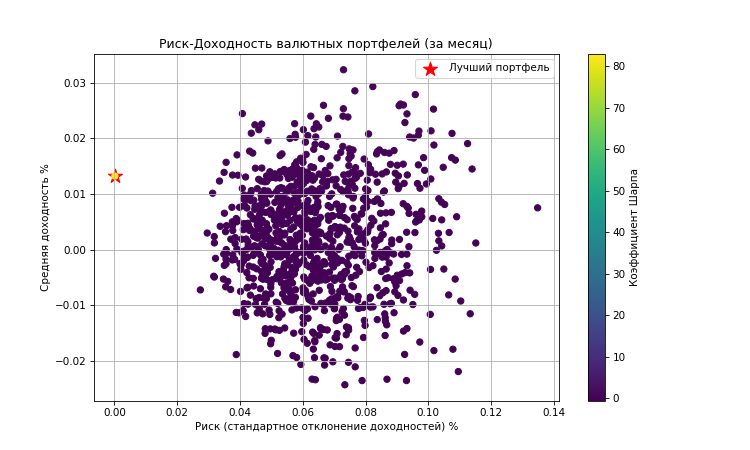 Риск-Доходность валютных портфелей (за месяц)
Лучший портфель
Средняя доходность %
0.03
0.02
0.01
0.00
−0.01
−0.02
0.00 0.02 0.04 0.06 0.08 0.10 0.12 0.14
Риск (стандартное отклонение доходностей) %
80
70
60
50
40
30
20
10
0
Коэффициент Шарпа